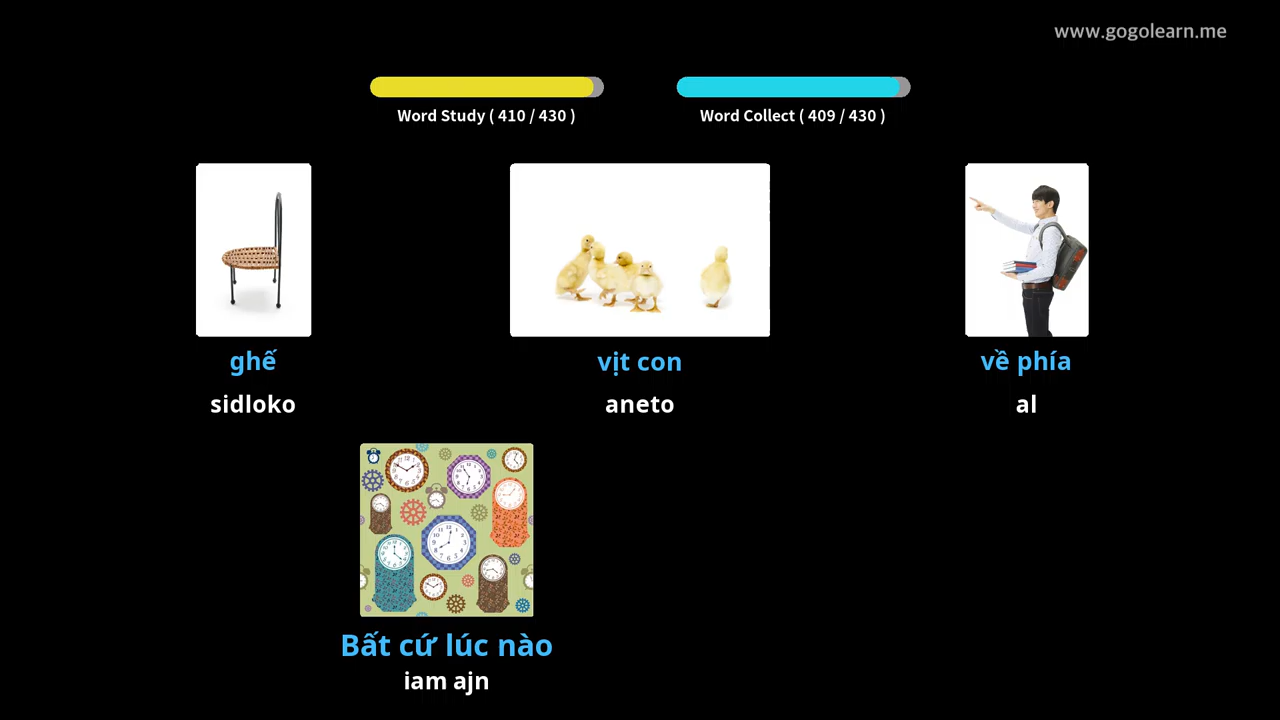 www.gogolearn.me
Word Study ( 410 / 430 )
Word Collect ( 409 / 430 )
ghế
vịt con
về phía
sidloko
aneto
al
Bất cứ lúc nào
iam ajn